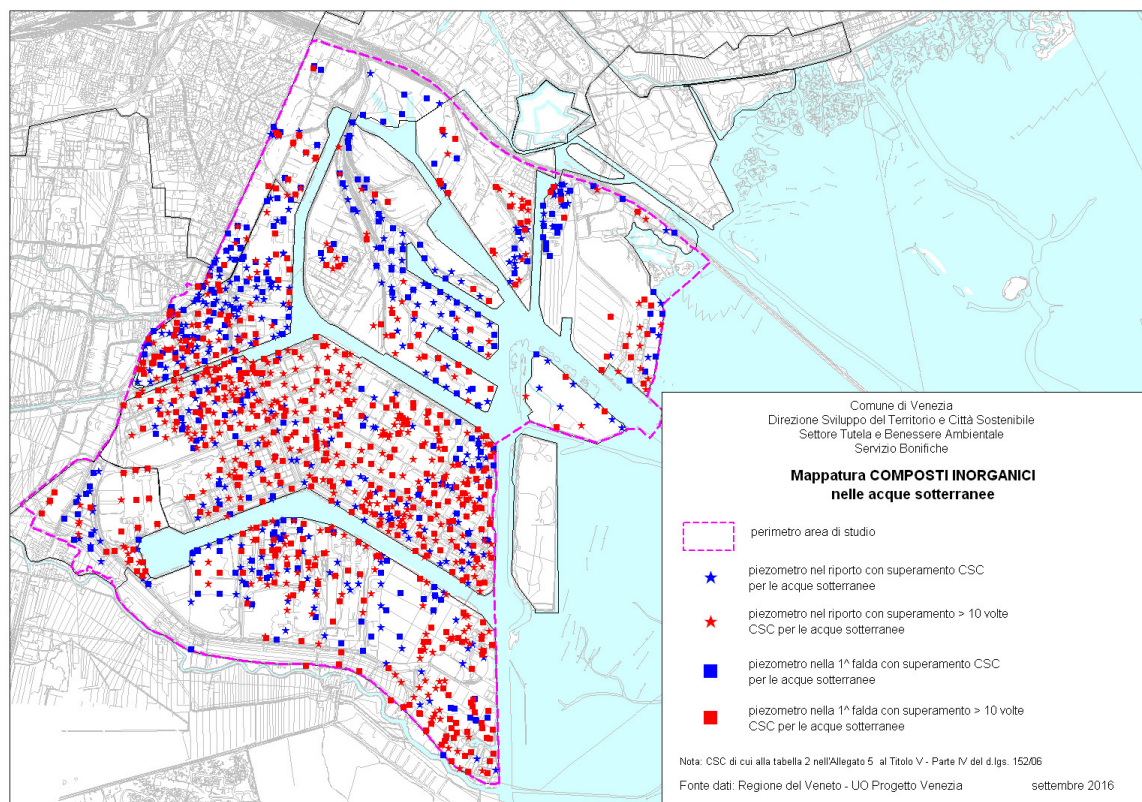 Comune di Venezia
Direzione Sviluppo del Territorio e Città Sostenibile
Settore Tutela e Benessere Ambientale
Servizio Bonifiche
Mappatura COMPOSTI INORGANICI
nelle acque sotterranee
perimetro area di studio
piezometro nel riporto con superamento CSC
per le acque sotterranee
piezometro nel riporto con superamento > 10 volte
CSC per le acque sotterranee
piezometro nella 1^ falda con superamento CSC
per le acque sotterranee
piezometro nella 1^ falda con superamento > 10 volte
CSC per le acque sotterranee
Nota: CSC di cui alla tabella 2 nell'Allegato 5 al Titolo V - Parte IV del d.lgs. 152/06
Fonte dati: Regione del Veneto - UO Progetto Venezia settembre 2016